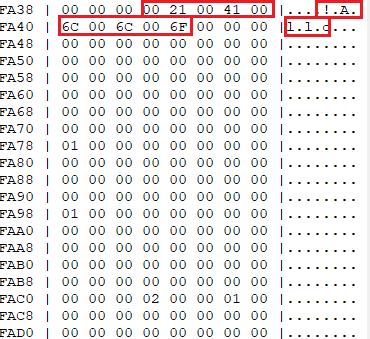 FA38 | 00 00 00 00 21 00 41 00 |....!.A.
FA40 | 6C 00 6C 00 6F 00 00 00 |l.l.o...
FA48 | 00 00 00 00 00 00 00 00 |........
FA50 | 00 00 00 00 00 00 00 00 |........
FA58 | 00 00 00 00 00 00 00 00 |........
FA60 | 00 00 00 00 00 00 00 00 |........
FA68 | 00 00 00 00 00 00 00 00 |........
FA70 | 00 00 00 00 00 00 00 00 |........
FA78 | 01 00 00 00 00 00 00 00 |........
FA80 | 00 00 00 00 00 00 00 00 |........
FA88 | 00 00 00 00 00 00 00 00 |........
FA90 | 00 00 00 00 00 00 00 00 |........
FA98 | 01 00 00 00 00 00 00 00 |........
FAA0 | 00 00 00 00 00 00 00 00 |........
FAA8 | 00 00 00 00 00 00 00 00 |........
FAB0 | 00 00 00 00 00 00 00 00 |........
FAB8 | 00 00 00 00 00 00 00 00 |........
FAC0 | 00 00 00 02 00 00 01 00 |........
FAC8 | 00 00 00 00 00 00 00 00 |........
FAD0 | 00 00 00 00 00 00 00 00 |........